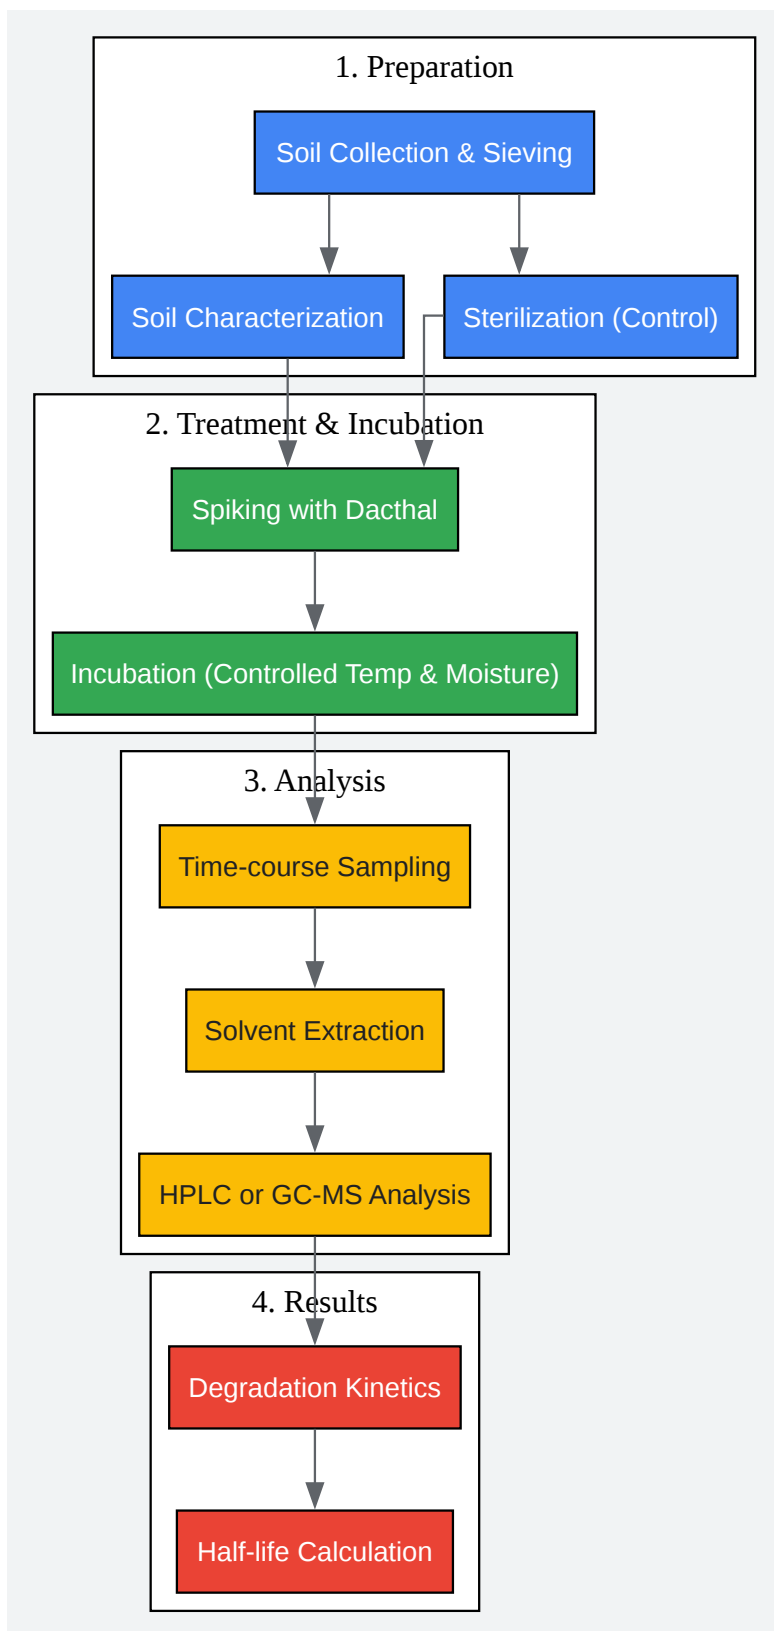 1. Preparation
Soil Collection & Sieving
Soil Characterization
Sterilization (Control)
2. Treatment & Incubation
Spiking with Dacthal
Incubation (Controlled Temp & Moisture)
3. Analysis
Time-course Sampling
Solvent Extraction
HPLC or GC-MS Analysis
4. Results
Degradation Kinetics
Half-life Calculation